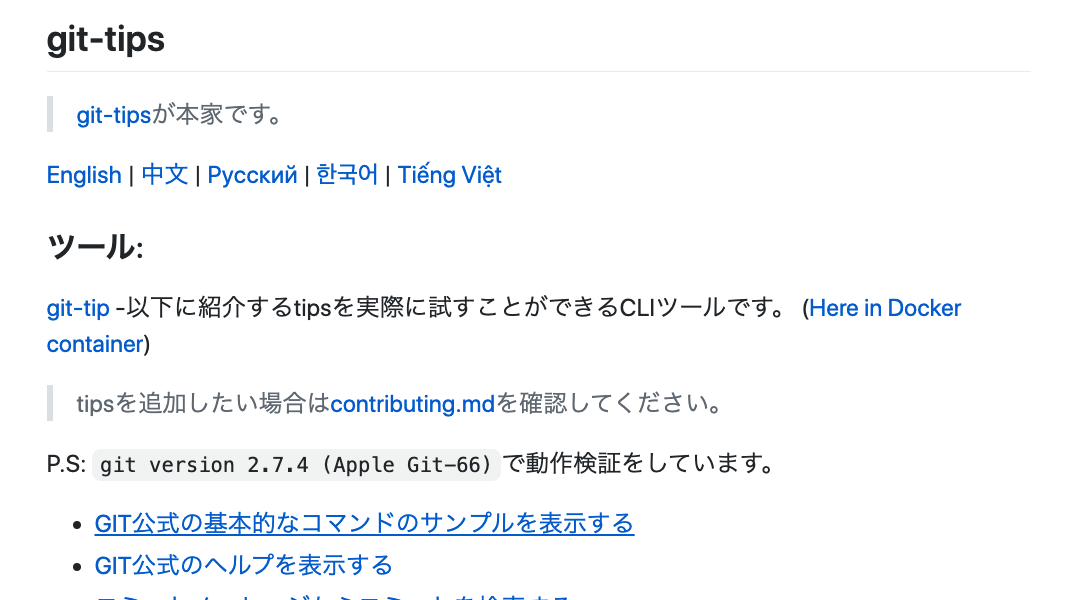 git-tips
git-tipsが本家です。
English | 中文 | Русский | 한국어 | Tiếng Việt
ツール:
git-tip -以下に紹介するtipsを実際に試すことができるCLIツールです。 (Here in Docker
container)
tipsを追加したい場合はcontributing.mdを確認してください。
P.S: git version 2.7.4 (Apple Git-66) で動作検証をしています。
• GIT公式の基本的なコマンドのサンプルを表示する
• GIT公式のヘルプを表示する